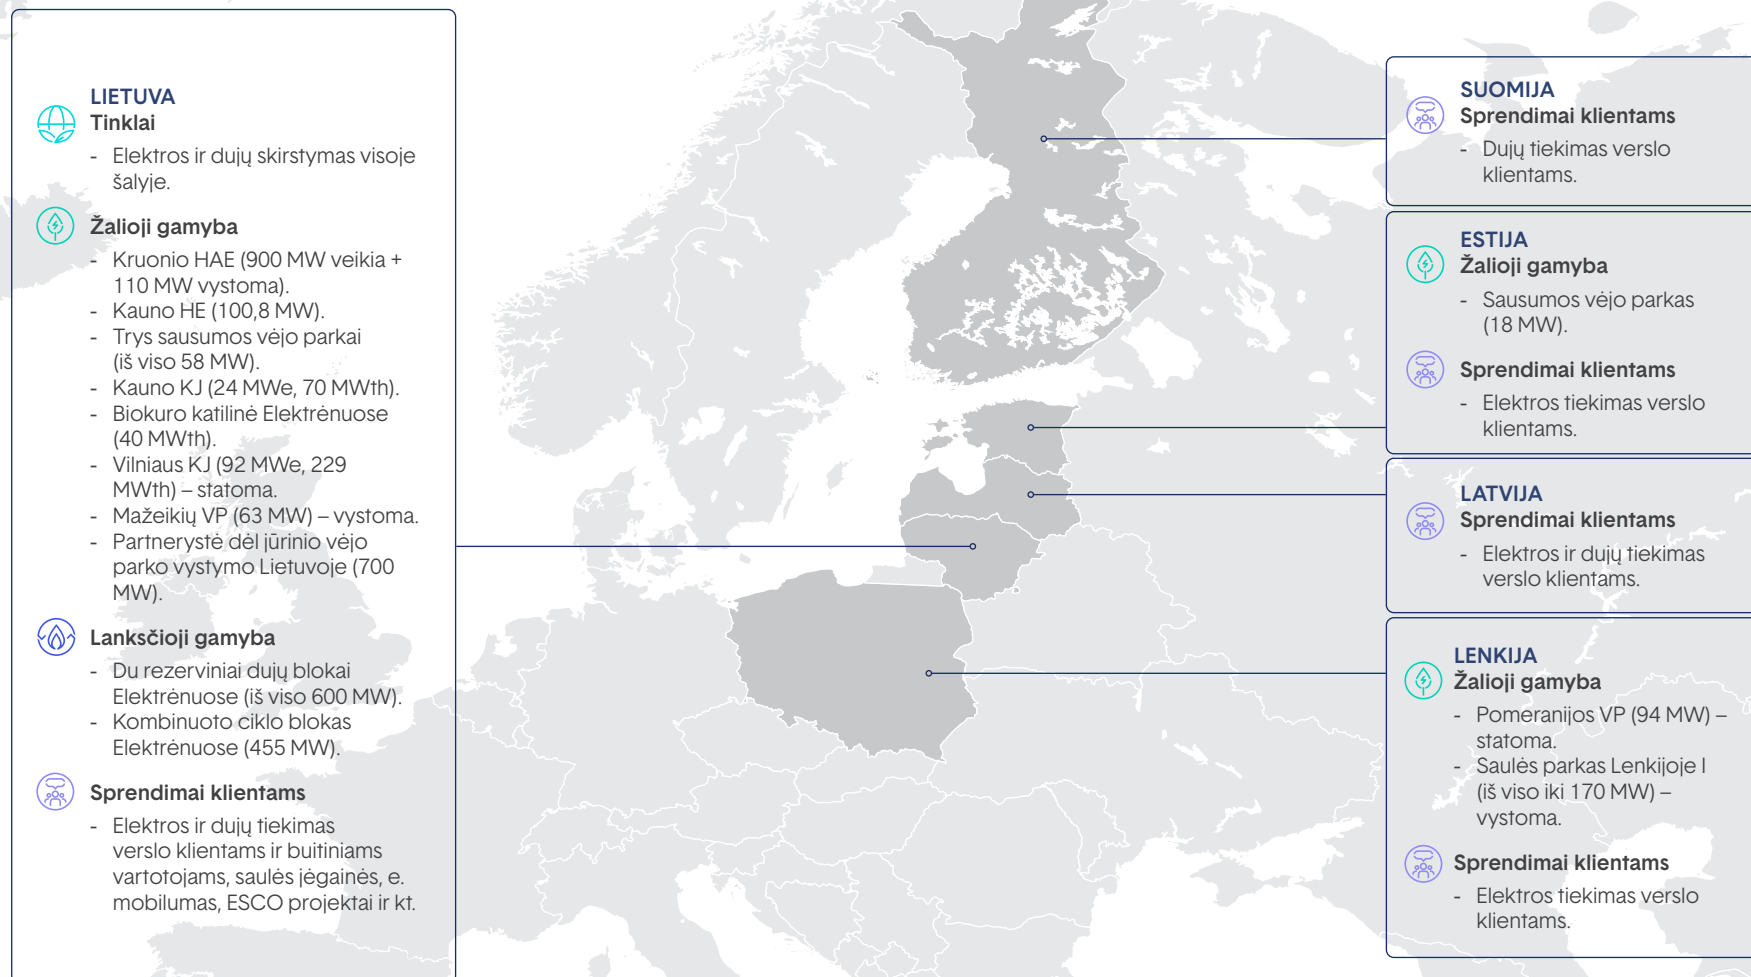 LIETUVA
Tinklai
- Elektros ir dujų skirstymas visoje
šalyje.
Žalioji gamyba
- Kruonio HAE (900 MW veikia +
110 MW vystoma).
- Kauno HE (100,8 MW).
- Trys sausumos vėjo parkai
(iš viso 58 MW).
- Kauno KJ (24 MWe, 70 MWth).
- Biokuro katilinė Elektrėnuose
(40 MWth).
- Vilniaus KJ (92 MWe, 229
MWth) – statoma.
- Mažeikių VP (63 MW) – vystoma.
- Partnerystė dėl jūrinio vėjo
parko vystymo Lietuvoje (700
MW).
Lanksčioji gamyba
- Du rezerviniai dujų blokai
Elektrėnuose (iš viso 600 MW).
- Kombinuoto ciklo blokas
Elektrėnuose (455 MW).
Sprendimai klientams
- Elektros ir dujų tiekimas
verslo klientams ir buitiniams
vartotojams, saulės jėgainės, e.
mobilumas, ESCO projektai ir kt.
SUOMIJA
Sprendimai klientams
- Dujų tiekimas verslo
klientams.
ESTIJA
Žalioji gamyba
- Sausumos vėjo parkas
(18 MW).
Sprendimai klientams
- Elektros tiekimas verslo
klientams.
LATVIJA
Sprendimai klientams
- Elektros ir dujų tiekimas
verslo klientams.
LENKIJA
Žalioji gamyba
- Pomeranijos VP (94 MW) –
statoma.
- Saulės parkas Lenkijoje I
(iš viso iki 170 MW) –
vystoma.
Sprendimai klientams
- Elektros tiekimas verslo
klientams.